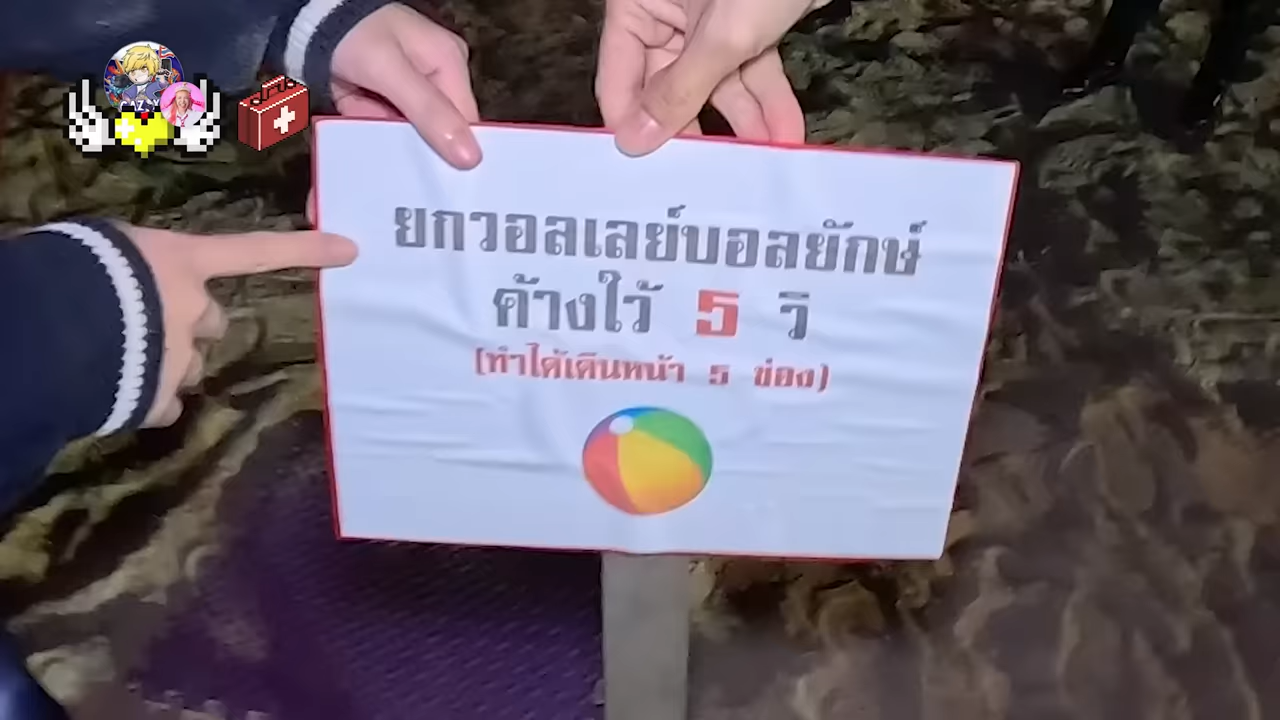 ยกวอลเลย์บอลยักษ์
ค้างไว้ 5 วิ
(ทำได้เดินหน้า 5 ช่อง)